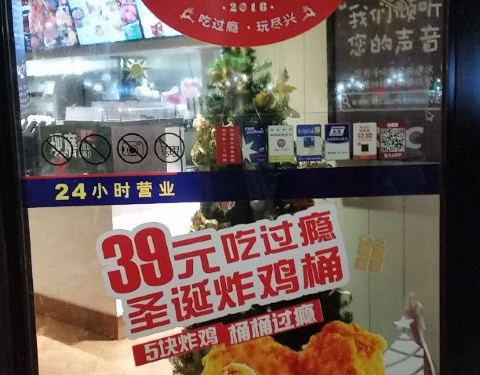 2016
吃过瘾·玩尽兴
我们倾听
您的声音
24小时营业
39元吃过瘾
圣诞炸鸡桶
5块炸鸡 桶桶过瘾